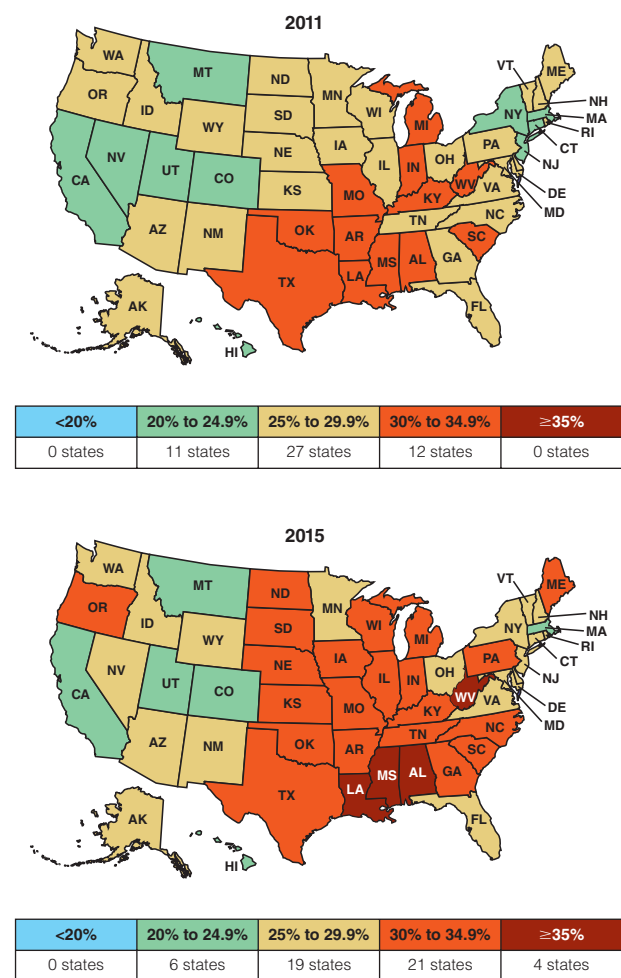 2011
WA
MT
ND
MN
VT
ME
OR
ID
SD
WI
NH
NY
MA
WY
MI
RI
CT
NE
IA
PA
NJ
NV
UT
CO
IL
IN
OH
DE
MD
CA
KS
MO
KY
WV
VA
NC
TN
AZ
NM
OK
AR
SC
MS
AL
GA
TX
LA
FL
AK
HI
<20% 20% to 24.9% 25% to 29.9% 30% to 34.9% ≥35%
0 states 11 states 27 states 12 states 0 states
2015
WA
MT
ND
MN
VT
ME
OR
ID
SD
WI
NH
NY
MA
WY
MI
RI
CT
NE
IA
PA
NJ
NV
UT
CO
IL
IN
OH
DE
MD
CA
KS
MO
KY
WV
VA
NC
TN
AZ
NM
OK
AR
SC
MS
AL
GA
TX
LA
FL
AK
HI
<20% 20% to 24.9% 25% to 29.9% 30% to 34.9% ≥35%
0 states 6 states 19 states 21 states 4 states